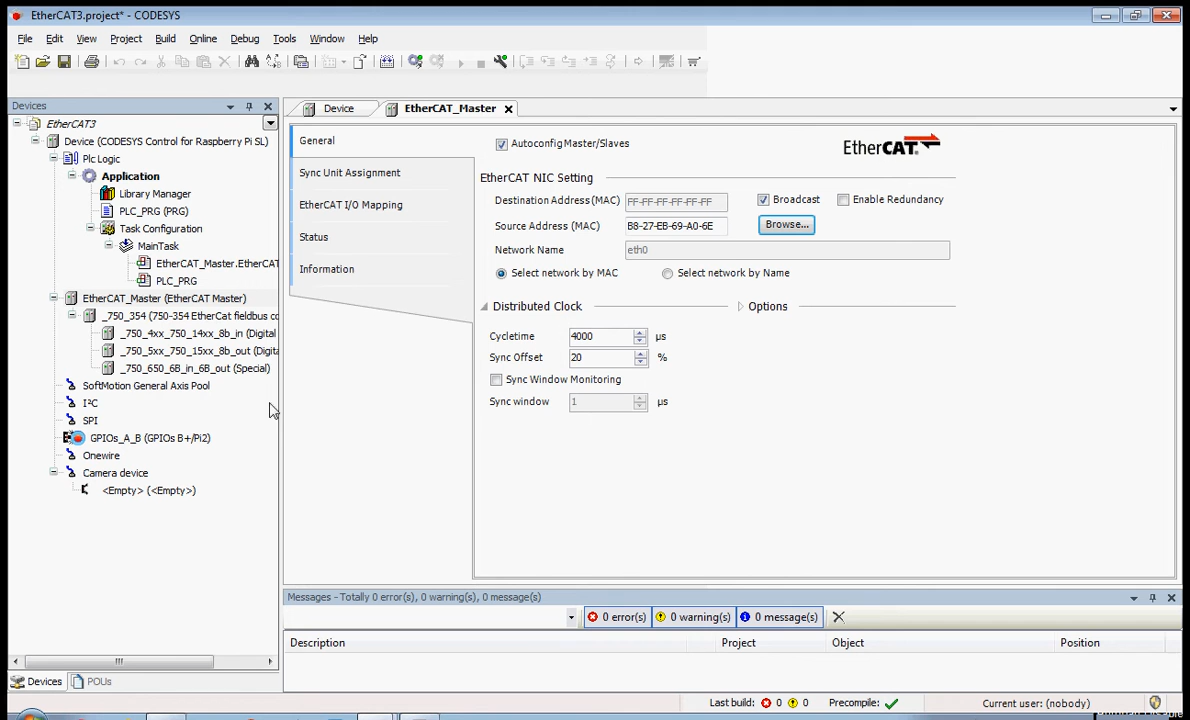 EtherCAT3.project* - CODESYS
File Edit View Project Build Online Debug Tools Window Help
Devices
EtherCAT3
Device (CODESYS Control for Raspberry Pi SL)
Plc Logic
Application
Library Manager
PLC_PRG (PRG)
Task Configuration
MainTask
EtherCAT_Master.EtherCAT
PLC_PRG
EtherCAT_Master (EtherCAT Master)
_750_354 (750-354 EtherCat fieldbus co
_750_4xx_750_14xx_8b_in (Digital
_750_5xx_750_15xx_8b_out (Digita
_750_650_6B_in_6B_out (Special)
SoftMotion General Axis Pool
I²C
SPI
GPIOs_A_B (GPIOs B+/Pi2)
Onewire
Camera device
<Empty> (<Empty>)
Devices POUs
Device EtherCAT_Master
General
Sync Unit Assignment
EtherCAT I/O Mapping
Status
Information
Autoconfig Master/Slaves
EtherCAT
EtherCAT NIC Setting
Destination Address (MAC) FF-FF-FF-FF-FF-FF Broadcast Enable Redundancy
Source Address (MAC) B8-27-EB-69-A0-6E Browse...
Network Name eth0
Select network by MAC Select network by Name
Distributed Clock Options
Cycletime 4000 µs
Sync Offset 20 %
Sync Window Monitoring
Sync window 1 µs
Messages - Totally 0 error(s), 0 warning(s), 0 message(s)
0 error(s) 0 warning(s) 0 message(s)
Description Project Object Position
Last build: 0 0 Precompile: Current user: (nobody)